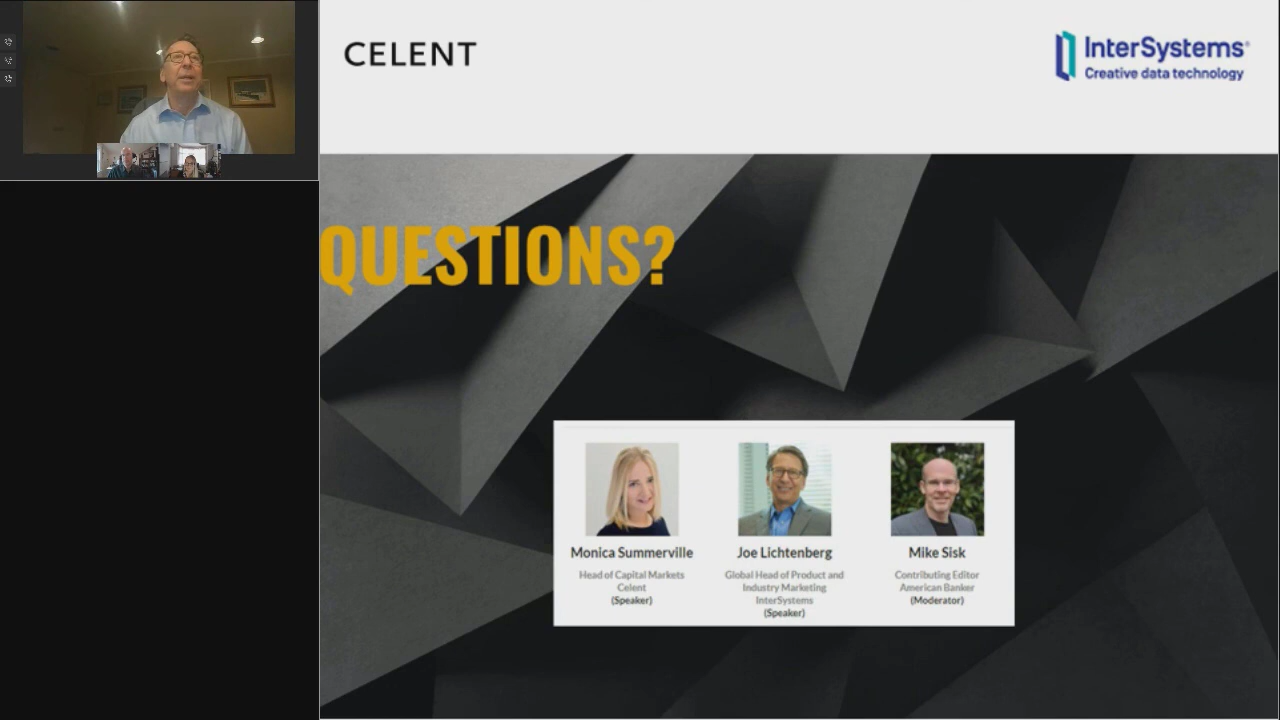 CELENT
InterSystems®
Creative data technology
QUESTIONS?
Monica Summerville
Head of Capital Markets
Celent
(Speaker)
Joe Lichtenberg
Global Head of Product and
Industry Marketing
InterSystems
(Speaker)
Mike Sisk
Contributing Editor
American Banker
(Moderator)